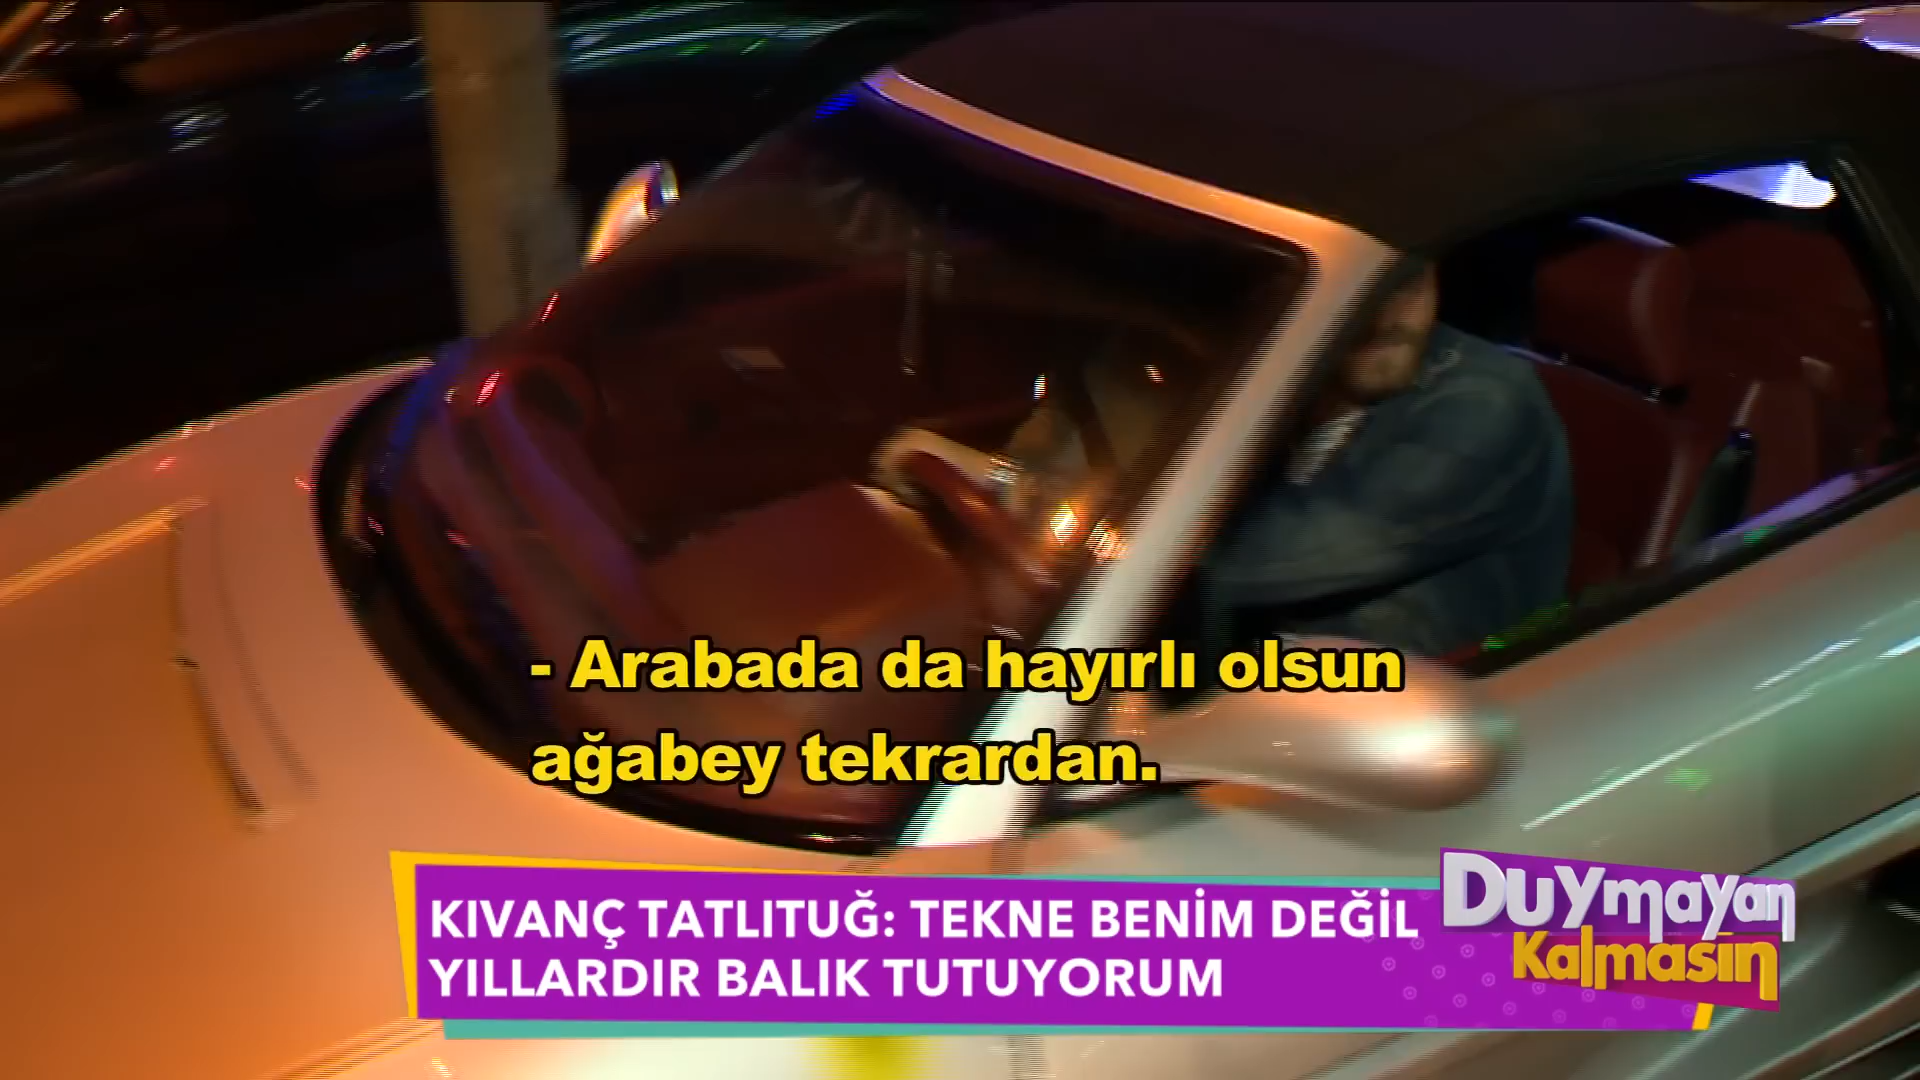 - Arabada da hayırlı olsun
ağabey tekrardan.
KIVANÇ TATLITUĞ: TEKNE BENİM DEĞİL
YILLARDIR BALIK TUTUYORUM
Duymayan
Kalmasın